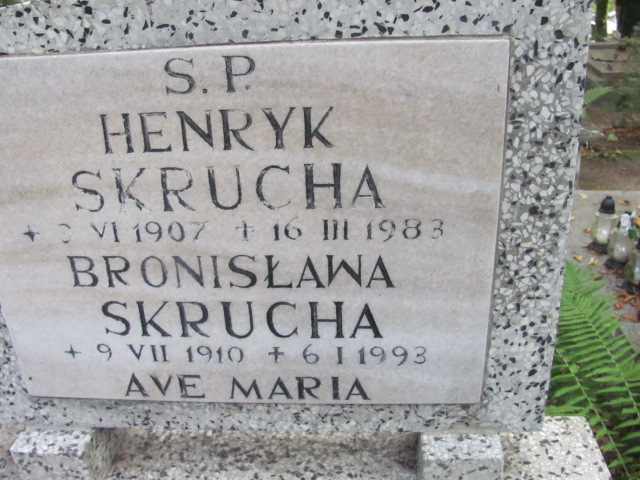 S. P.
HENRYK
SKRUCHA
VI 1907 + 16 III 1983
BRONISŁAWA
SKRUCHA
+ 9 VII 1910 + 6 I 1993
AVE MARIA